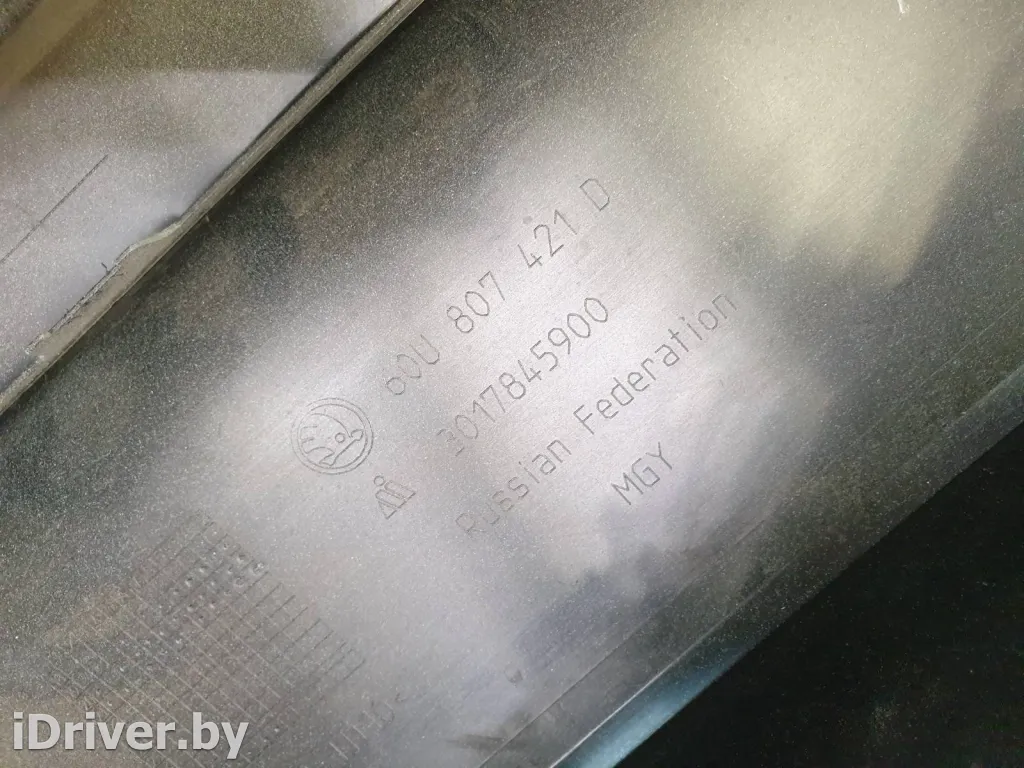 60U 807 421 D
3017845900
Russian Federation
MGY
iDriver.by